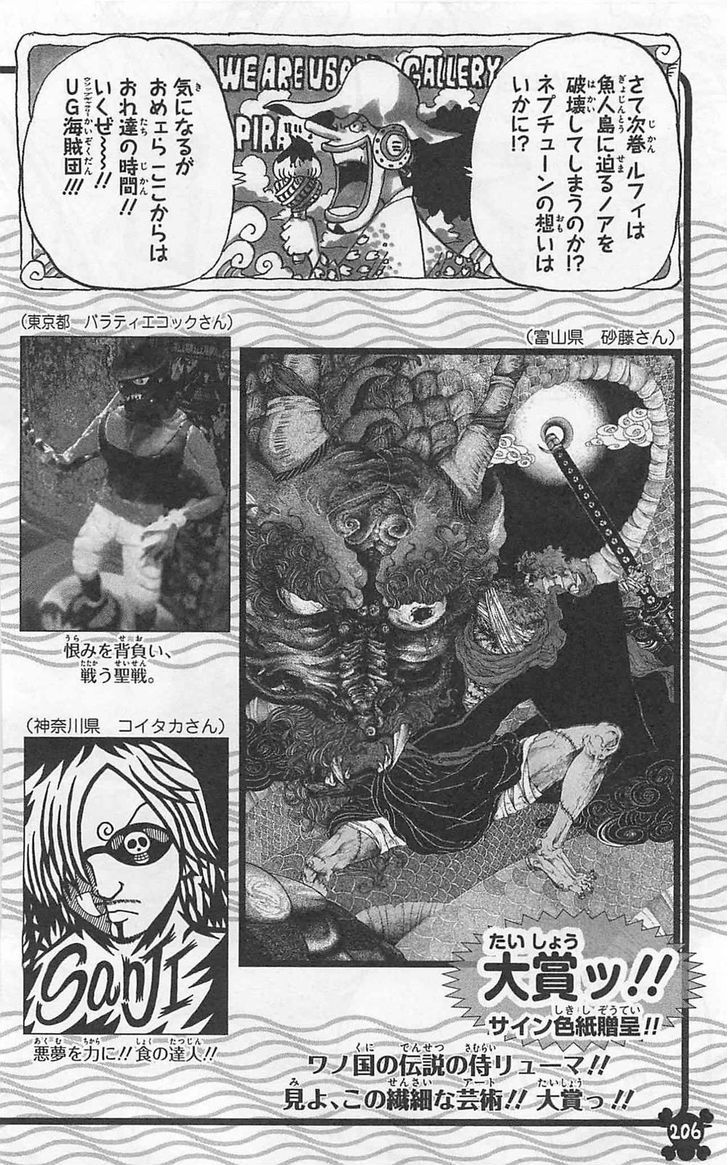 さて次巻 ルフィは
魚人島に迫るノアを
破壊してしまうのか!?
ネプチューンの想いは
いかに!?
WE ARE US GALLERY
PIRA
気になるが
おめェら ここからは
おれ達の時間!!
いくぜ〜〜!!
UG海賊団!!!
(富山県 砂藤さん)
(東京都 バラティエコックさん)
恨みを背負い、
戦う聖戦。
(神奈川県 コイタカさん)
SanJI
悪夢を力に!! 食の達人!!
大賞ッ!!
サイン色紙贈呈!!
ワノ国の伝説の侍リューマ!!
見よ、この繊細な芸術!! 大賞っ!!
206